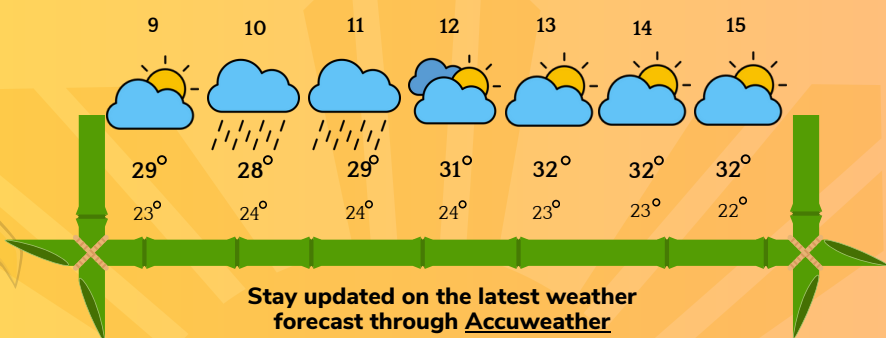 9 10 11 12 13 14 15
29° 28° 29° 31° 32° 32° 32°
23° 24° 24° 24° 23° 23° 22°
Stay updated on the latest weather
forecast through Accuweather